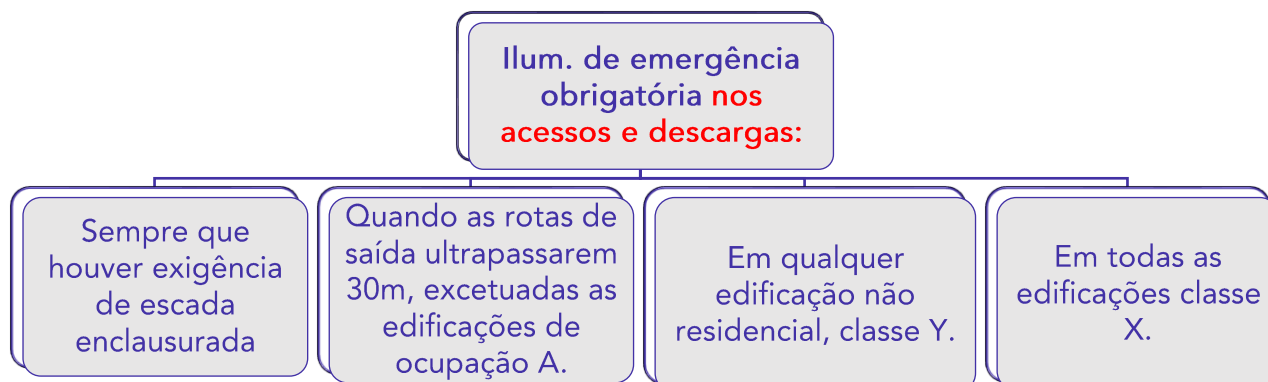 Ilum. de emergência
obrigatória nos
acessos e descargas:
Sempre que
houver exigência
de escada
enclausurada
Quando as rotas de
saída ultrapassarem
30m, excetuadas as
edificações de
ocupação A.
Em qualquer
edificação não
residencial, classe Y.
Em todas as
edificações classe
X.